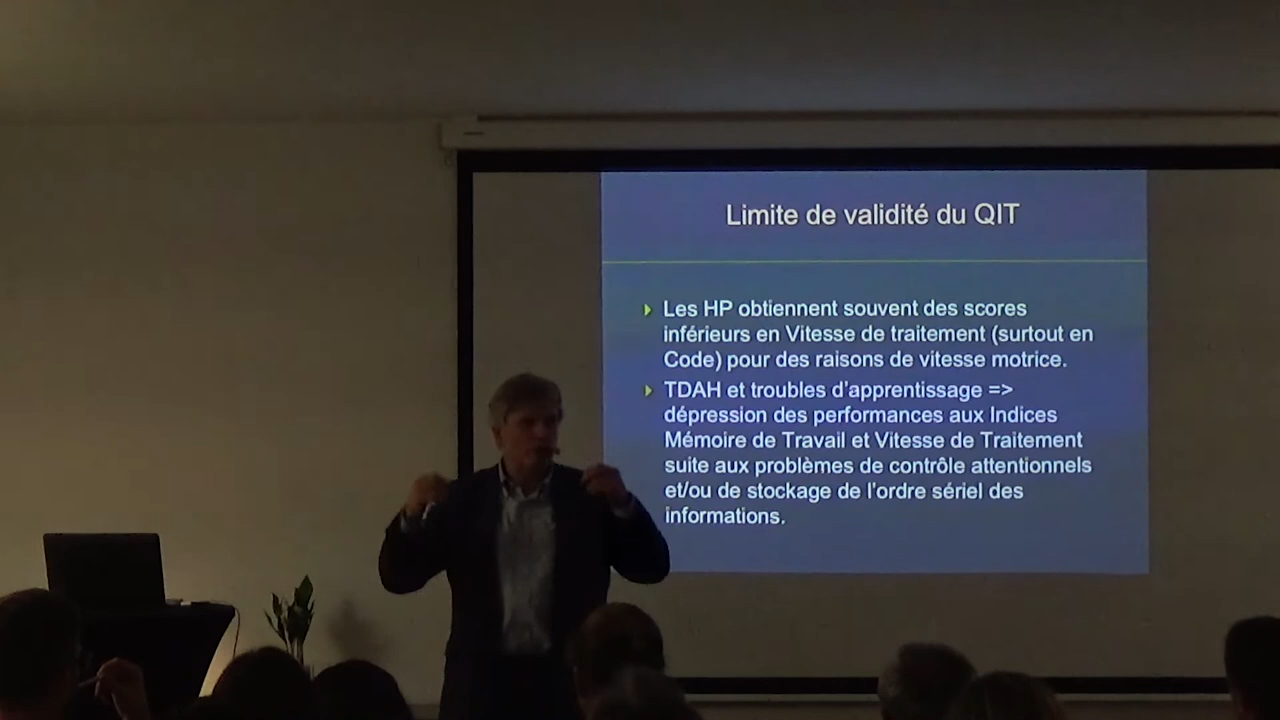 Limite de validité du QIT
Les HP obtiennent souvent des scores
inférieurs en Vitesse de traitement (surtout en
Code) pour des raisons de vitesse motrice.
TDAH et troubles d'apprentissage =>
dépression des performances aux Indices
Mémoire de Travail et Vitesse de Traitement
suite aux problèmes de contrôle attentionnels
et/ou de stockage de l'ordre sériel des
informations.